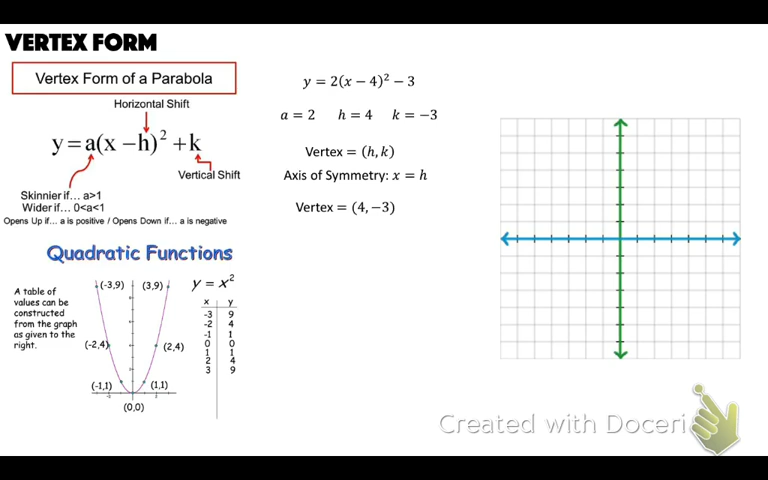 VERTEX FORM
Vertex Form of a Parabola
Horizontal Shift
y = a(x - h)² + k
Vertical Shift
Skinnier if... a>1
Wider if... 0<a<1
Opens Up if... a is positive / Opens Down if... a is negative
Quadratic Functions
A table of
values can be
constructed
from the graph
as given to the
right.
(-3,9) (3,9)
(-2,4) (2,4)
(-1,1) (1,1)
(0,0)
y = x²
x y
-3 9
-2 4
-1 1
0 0
1 1
2 4
3 9
y = 2(x − 4)² − 3
a = 2 h = 4 k = −3
Vertex = (h, k)
Axis of Symmetry: x = h
Vertex = (4, −3)
Created with Doceri